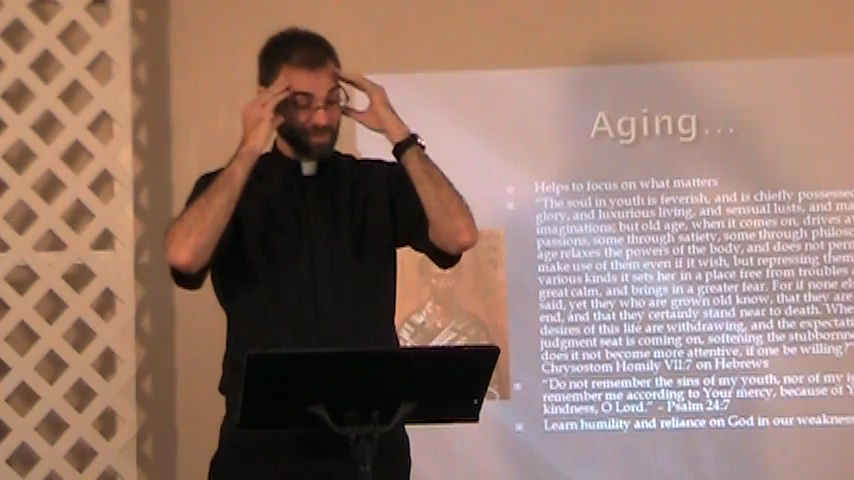 Aging...
Helps to focus on what matters
"The soul in youth is feverish, and is chiefly possessed
glory, and luxurious living, and sensual lusts, and
imaginations; but old age, when it comes on, drives
passions, some through satiety, some through
age relaxes the powers of the body, and does not
make use of them even if it wish, but repressing them
various kinds it sets her in a place free from troubles
great calm, and brings in a greater fear. For if none
said, yet they who are grown old know, that they are
end, and that they certainly stand near to death.
desires of this life are withdrawing, and the
judgment seat is coming on, softening the
does it not become more attentive, if one be willing?"
Chrysostom Homily VII:7 on Hebrews
"Do not remember the sins of my youth, nor of my
remember me according to Your mercy, because of
kindness, O Lord." - Psalm 24:7
Learn humility and reliance on God in our weakness